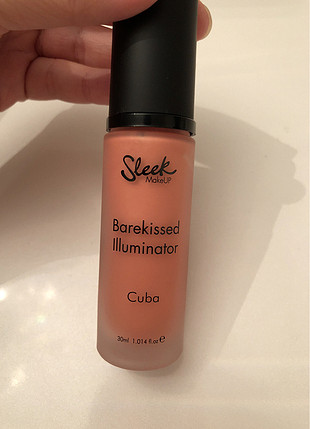 Sleek
MakeUP
Barekissed
Illuminator
Cuba
30ml 1.014 fl.oz ℮